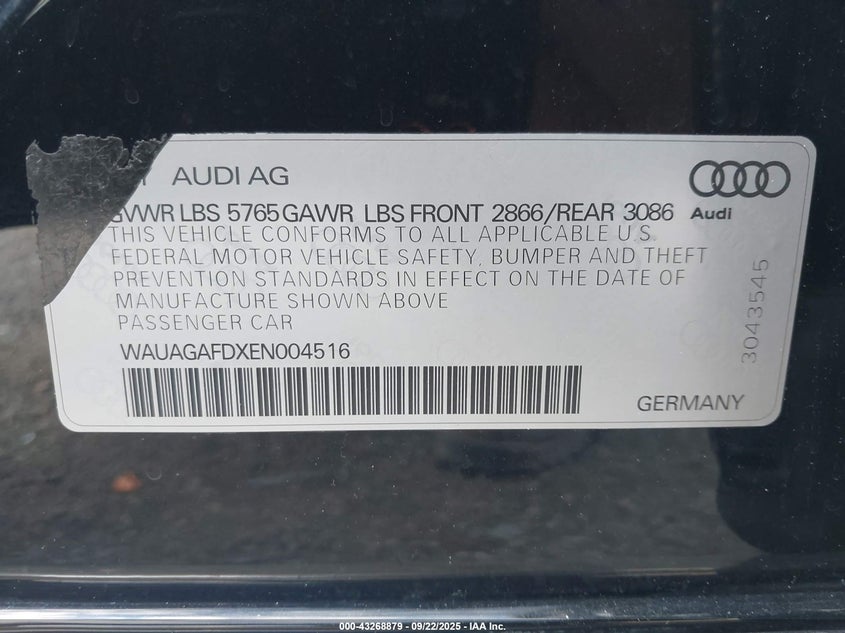 AUDI AG
GVWR LBS 5765 GAWR LBS FRONT 2866/REAR 3086
Audi
THIS VEHICLE CONFORMS TO ALL APPLICABLE U.S.
FEDERAL MOTOR VEHICLE SAFETY, BUMPER AND THEFT
PREVENTION STANDARDS IN EFFECT ON THE DATE OF
MANUFACTURE SHOWN ABOVE
PASSENGER CAR
WAUAGAFDXEN004516
GERMANY
3043545
000-43268879 - 09/22/2025 - IAA Inc.